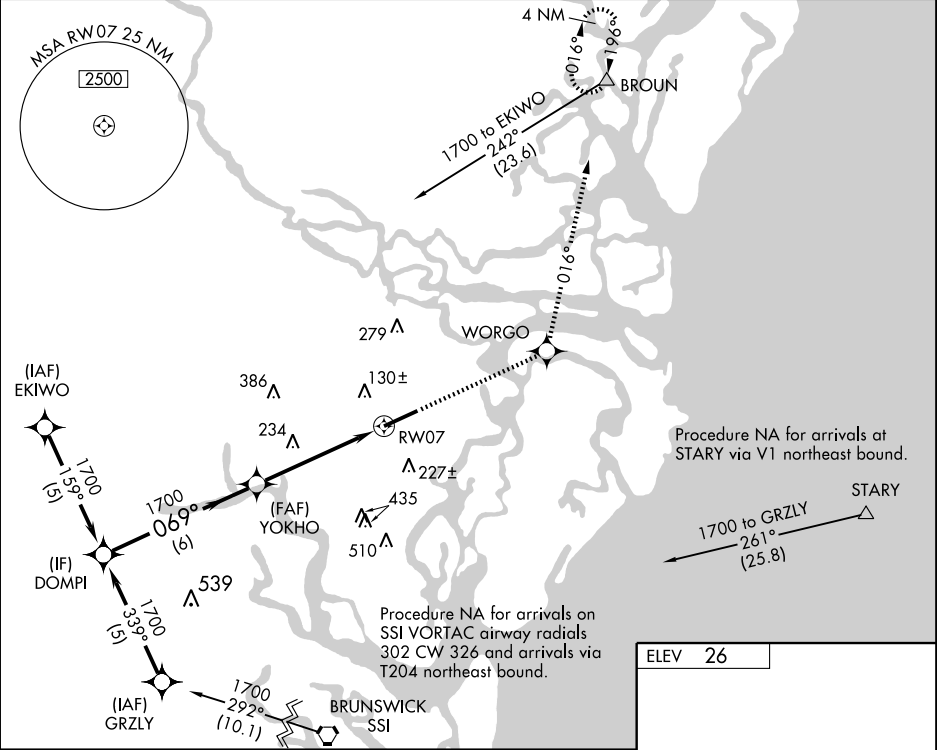 MSA RW07 25 NM
2500
4 NM
016°
196°
BROUN
1700 to EKIWO
242°
(23.6)
016°
WORGO
279
386
130±
234
RW07
227±
435
510
539
(IAF)
EKIWO
1700
159°
(5)
1700
069°
(6)
(FAF)
YOKHO
(IF)
DOMPI
1700
339°
(5)
(IAF)
GRZLY
1700
292°
(10.1)
BRUNSWICK
SSI
Procedure NA for arrivals at
STARY via V1 northeast bound.
STARY
1700 to GRZLY
261°
(25.8)
Procedure NA for arrivals on
SSI VORTAC airway radials
302 CW 326 and arrivals via
T204 northeast bound.
ELEV 26